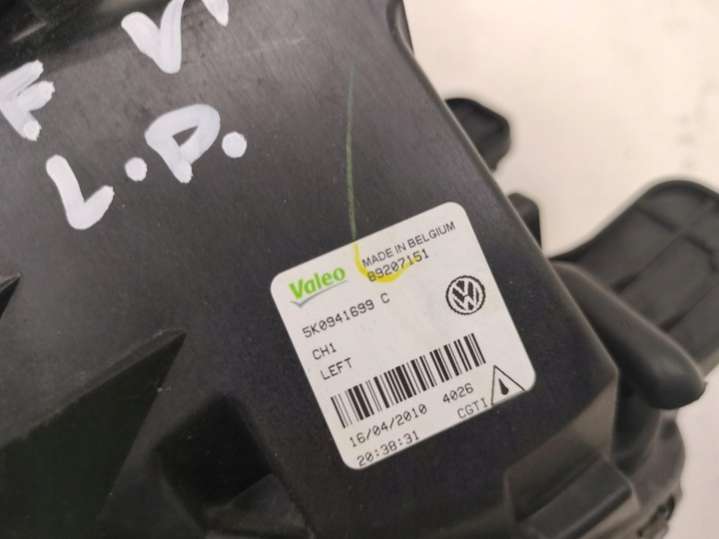 F VI
L.P.
Valeo
MADE IN BELGIUM
89207151
5K0941699 C
CH1
LEFT
16/04/2010 4026
20:38:31 CGTI